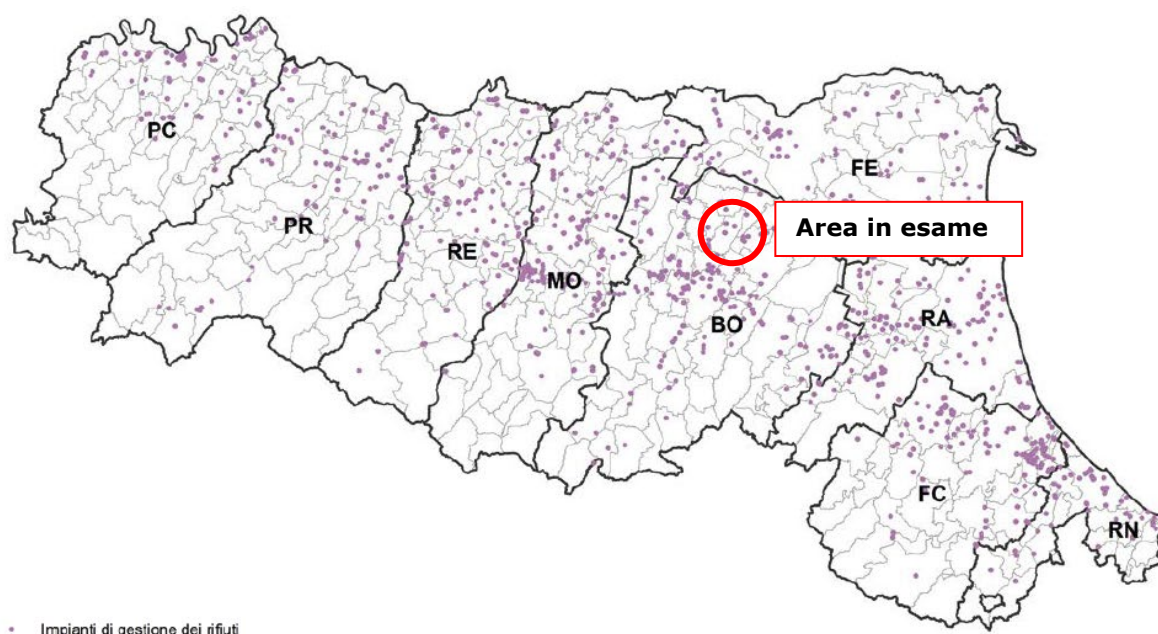 PC
FE
PR
Area in esame
RE
MO
BO
RA
FC
RN
Impianti di gestione dei rifiuti